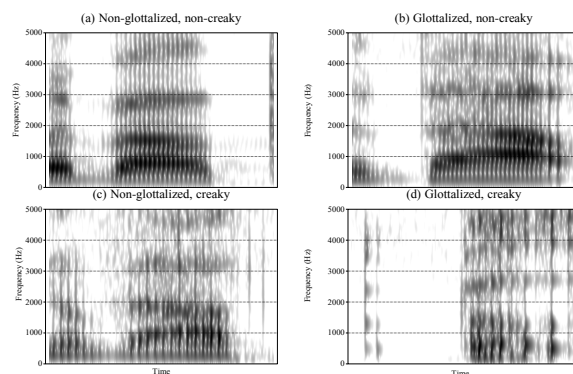 (a) Non-glottalized, non-creaky
5000
4000
3000
2000
1000
0
Frequency (Hz)
(b) Glottalized, non-creaky
5000
4000
3000
2000
1000
0
Frequency (Hz)
(c) Non-glottalized, creaky
5000
4000
3000
2000
1000
0
Frequency (Hz)
Time
(d) Glottalized, creaky
5000
4000
3000
2000
1000
0
Frequency (Hz)
Time